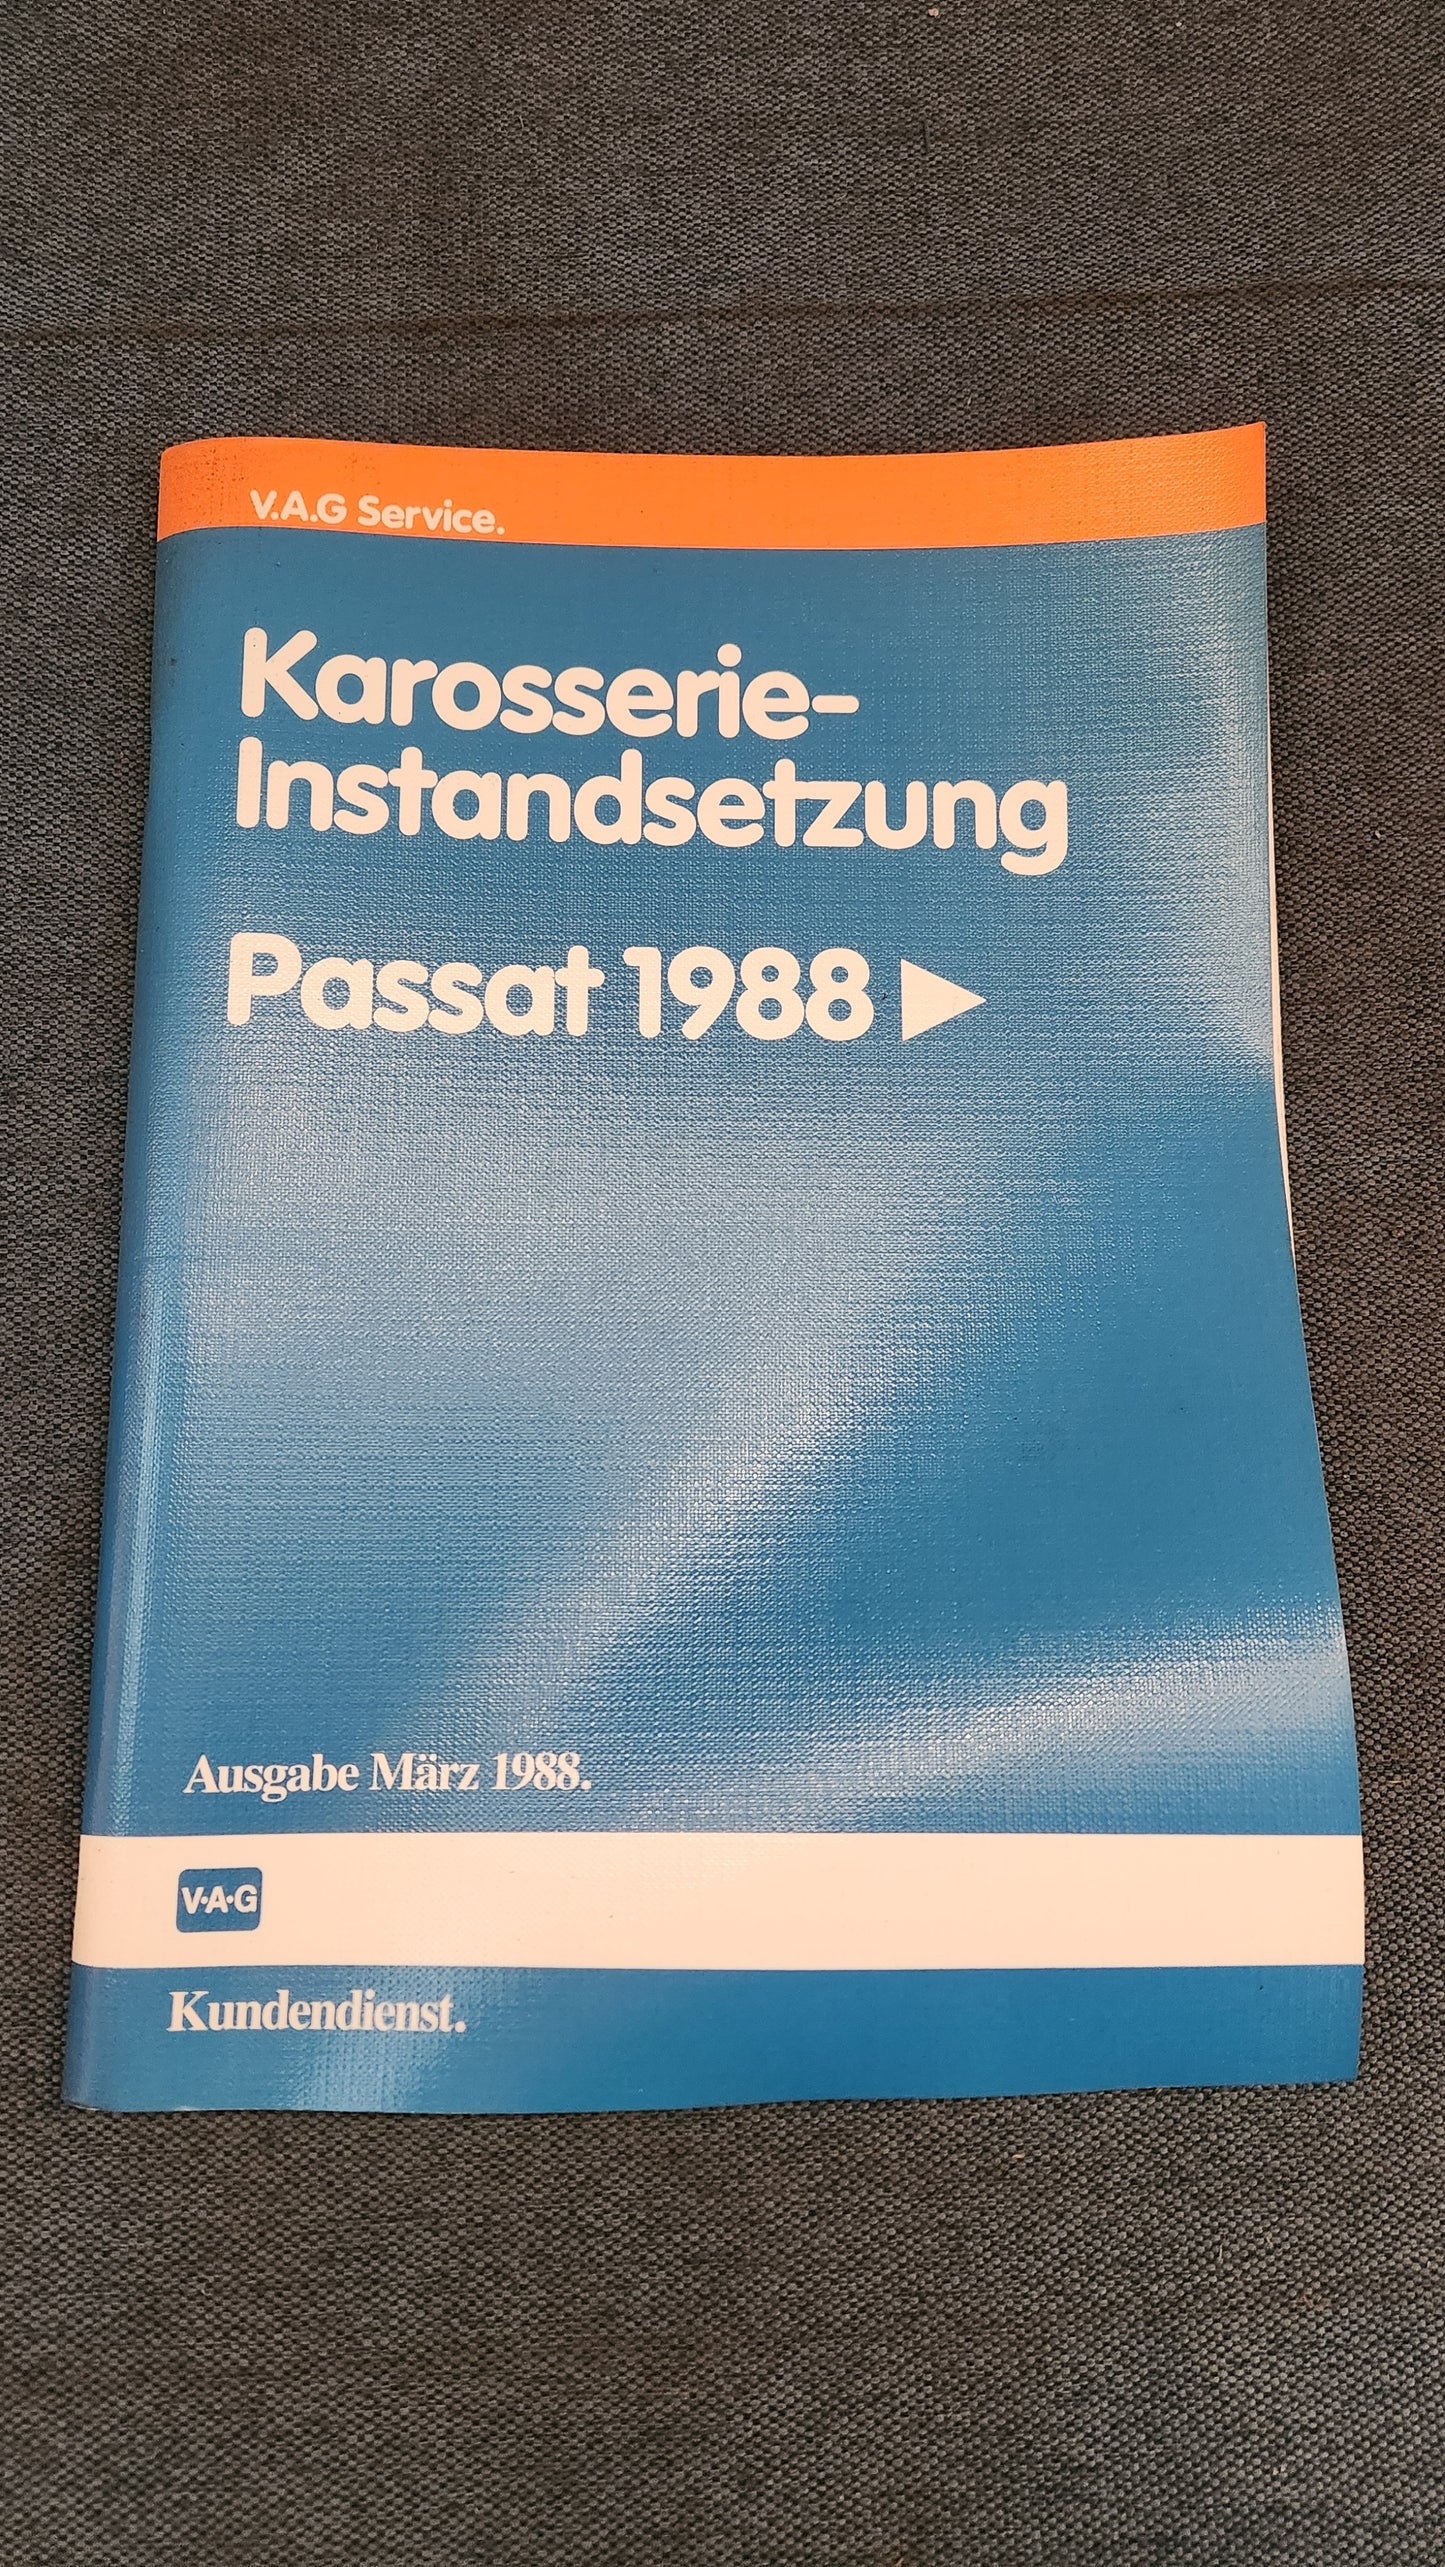 V.A.G Service.
Karosserie-
Instandsetzung
Passat 1988 ▶
Ausgabe März 1988.
V·A·G
Kundendienst.